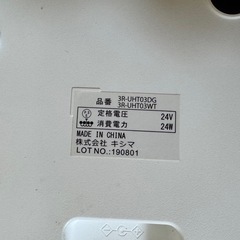 品番 3R-UHT03DG
3R-UHT03WT
定格電圧 24V
消費電力 24W
MADE IN CHINA
株式会社 キシマ
LOT NO.:190801